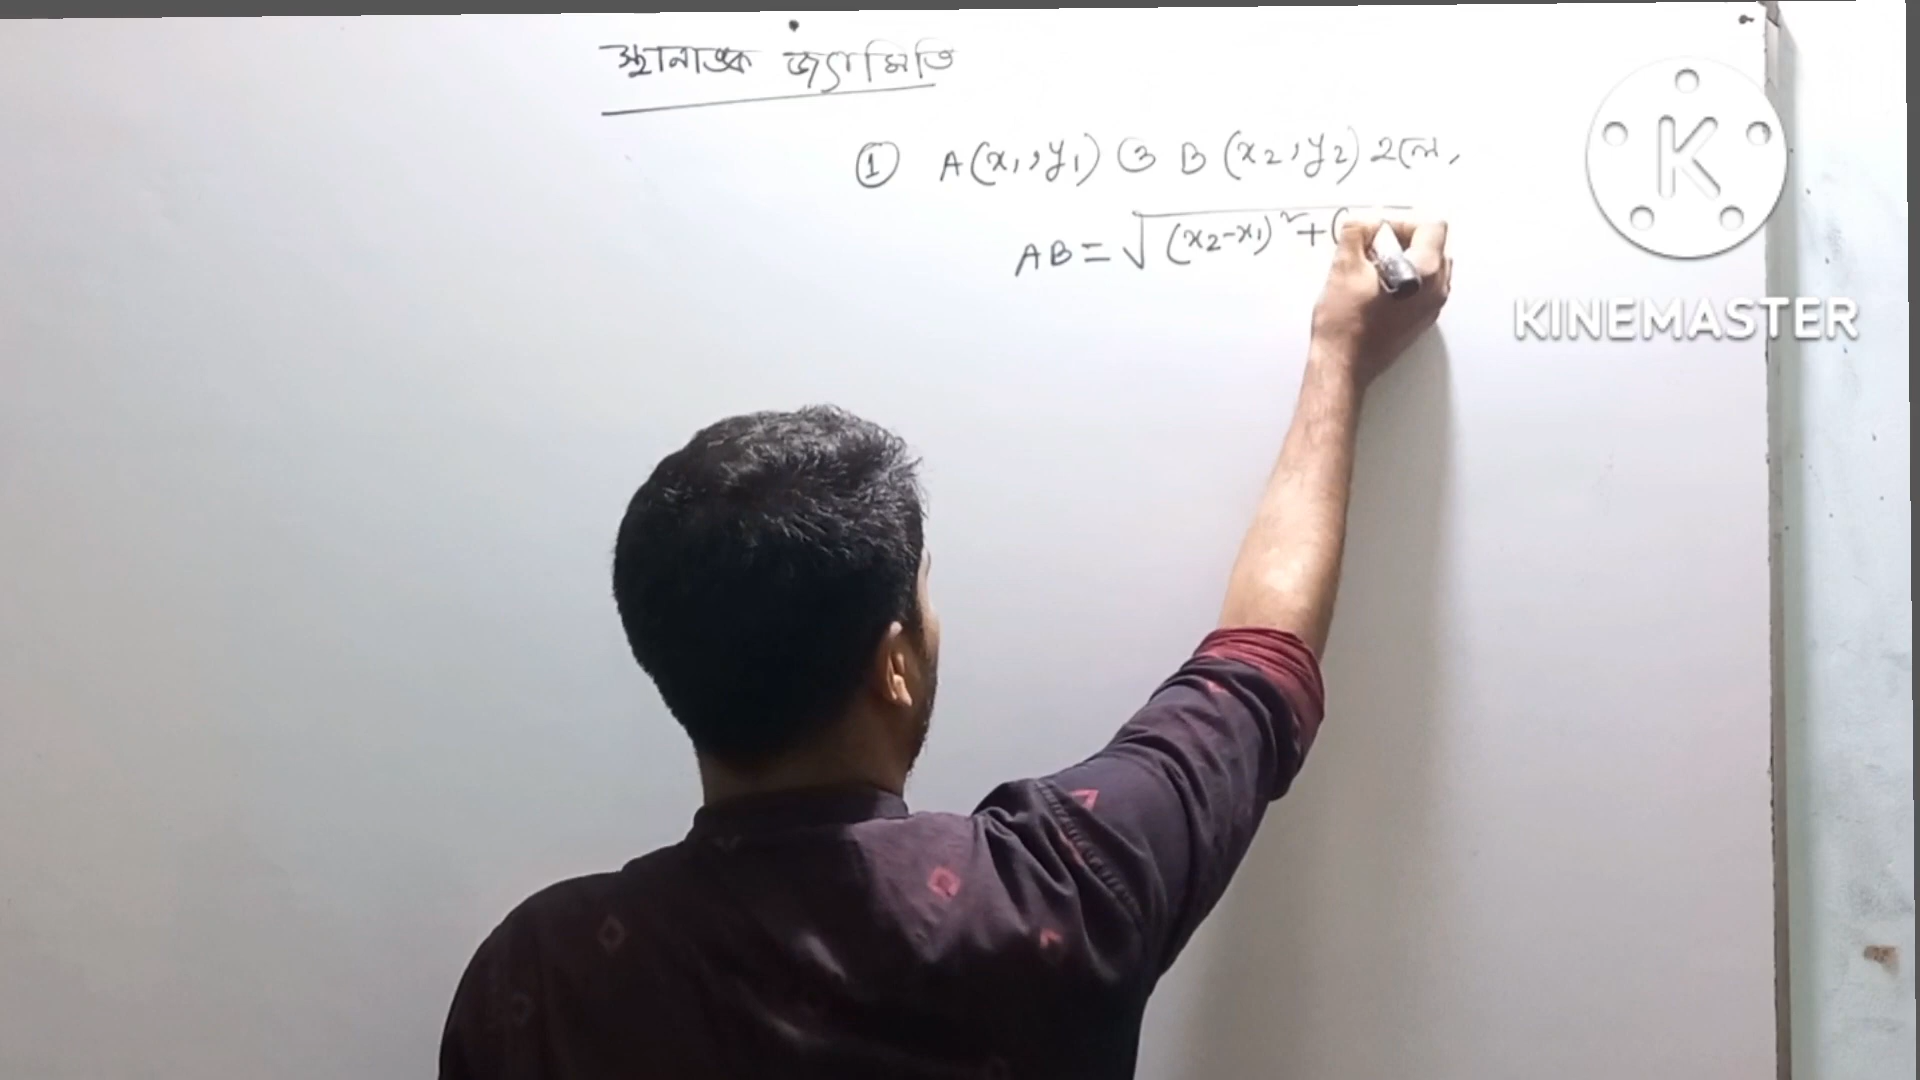 স্থানাঙ্ক জ্যামিতি
① A(x₁,y₁) ও B(x₂,y₂) হলে,
AB = √(x₂-x₁)² + (
K
KINEMASTER